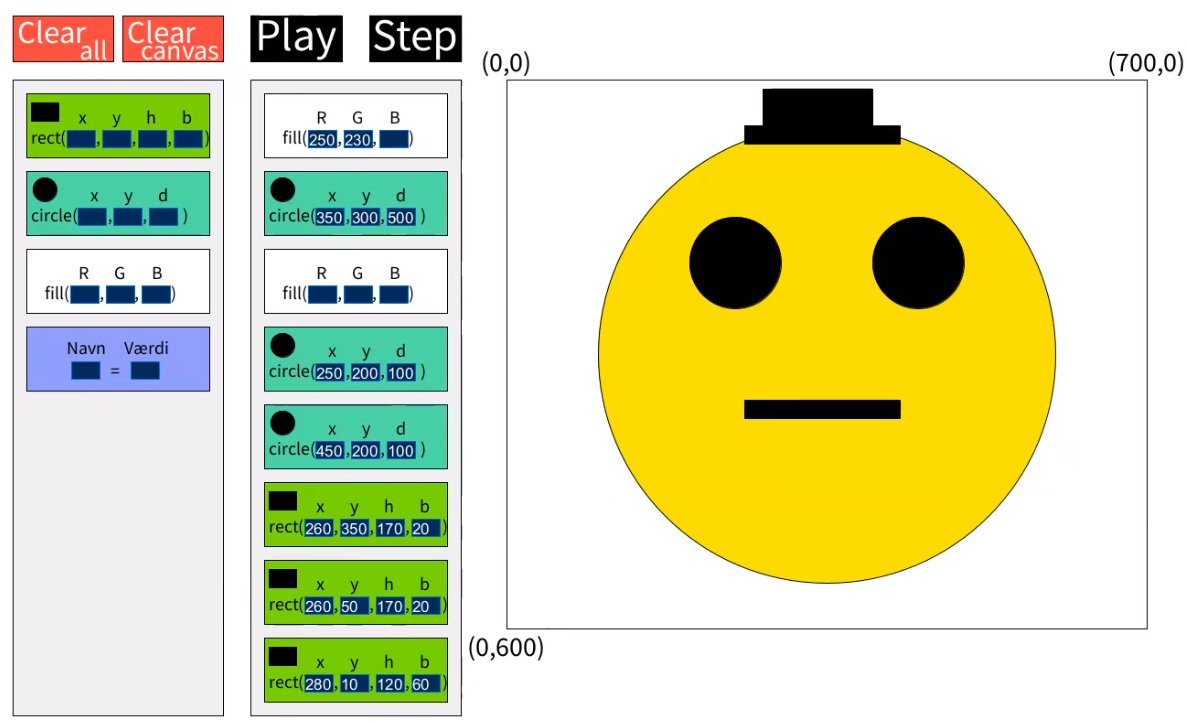 Clear all
Clear canvas
Play
Step
(0,0)
(700,0)
x y h b
rect( , , , )
x y d
circle( , , )
R G B
fill( , , )
Navn Værdi
=
R G B
fill(250,230, )
x y d
circle(350,300,500 )
R G B
fill( , , )
x y d
circle(250,200,100 )
x y d
circle(450,200,100 )
x y h b
rect(260,350,170,20 )
x y h b
rect(260,50 ,170,20 )
x y h b
rect(280,10 ,120,60 )
(0,600)